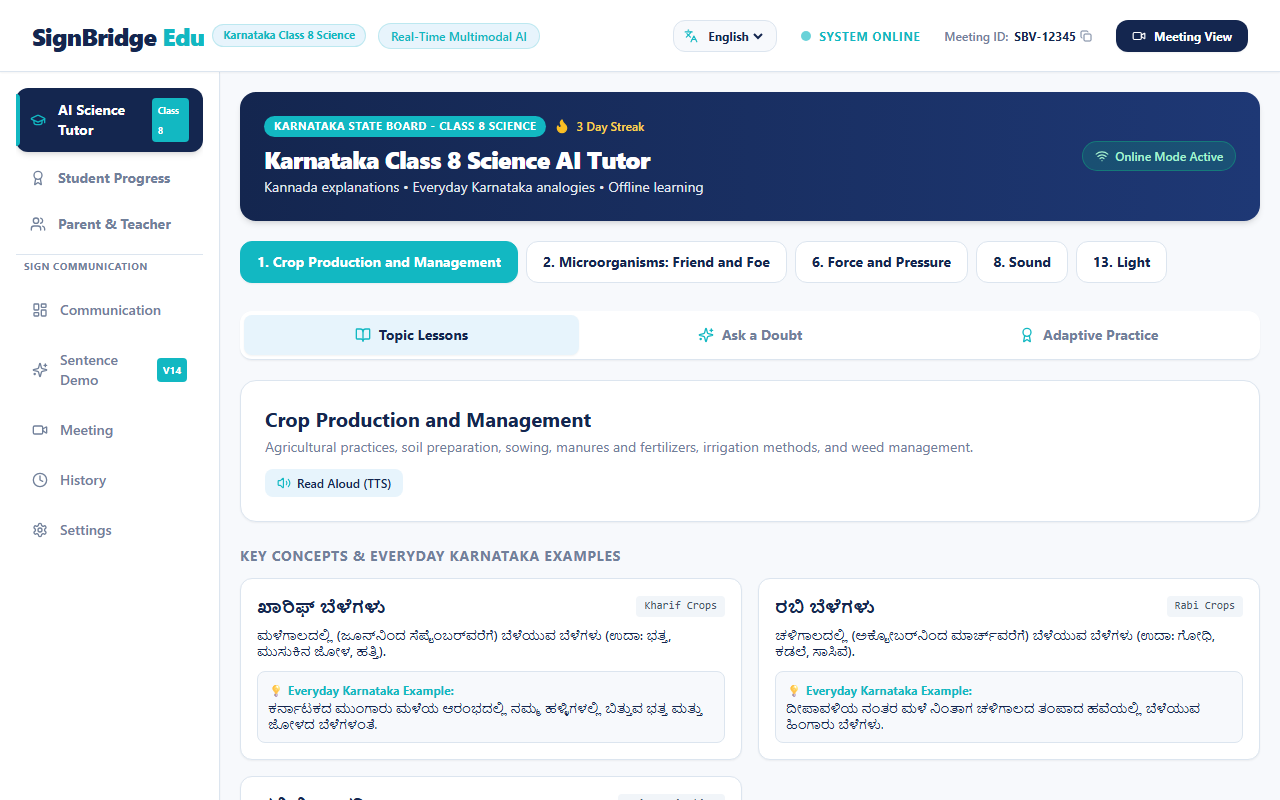 SignBridge Edu
Karnataka Class 8 Science
Real-Time Multimodal AI
English
SYSTEM ONLINE
Meeting ID: SBV-12345
Meeting View
AI Science
Tutor
Class
8
Student Progress
Parent & Teacher
SIGN COMMUNICATION
Communication
Sentence
Demo
V14
Meeting
History
Settings
KARNATAKA STATE BOARD - CLASS 8 SCIENCE
3 Day Streak
Karnataka Class 8 Science AI Tutor
Kannada explanations • Everyday Karnataka analogies • Offline learning
Online Mode Active
1. Crop Production and Management
2. Microorganisms: Friend and Foe
6. Force and Pressure
8. Sound
13. Light
Topic Lessons
Ask a Doubt
Adaptive Practice
Crop Production and Management
Agricultural practices, soil preparation, sowing, manures and fertilizers, irrigation methods, and weed management.
Read Aloud (TTS)
KEY CONCEPTS & EVERYDAY KARNATAKA EXAMPLES
ಖಾರಿಫ್ ಬೆಳೆಗಳು
Kharif Crops
ಮಳೆಗಾಲದಲ್ಲಿ (ಜೂನ್‌ನಿಂದ ಸೆಪ್ಟೆಂಬರ್‌ವರೆಗೆ) ಬೆಳೆಯುವ ಬೆಳೆಗಳು (ಉದಾ: ಭತ್ತ,
ಮುಸುಕಿನ ಜೋಳ, ಹತ್ತಿ).
💡 Everyday Karnataka Example:
ಕರ್ನಾಟಕದ ಮುಂಗಾರು ಮಳೆಯ ಆರಂಭದಲ್ಲಿ ನಮ್ಮ ಹಳ್ಳಿಗಳಲ್ಲಿ ಬಿತ್ತುವ ಭತ್ತ ಮತ್ತು
ಜೋಳದ ಬೆಳೆಗಳಂತೆ.
ರಬಿ ಬೆಳೆಗಳು
Rabi Crops
ಚಳಿಗಾಲದಲ್ಲಿ (ಅಕ್ಟೋಬರ್‌ನಿಂದ ಮಾರ್ಚ್‌ವರೆಗೆ) ಬೆಳೆಯುವ ಬೆಳೆಗಳು (ಉದಾ: ಗೋಧಿ,
ಕಡಲೆ, ಸಾಸಿವೆ).
💡 Everyday Karnataka Example:
ದೀಪಾವಳಿಯ ನಂತರ ಮಳೆ ನಿಂತಾಗ ಚಳಿಗಾಲದ ತಂಪಾದ ಹವೆಯಲ್ಲಿ ಬೆಳೆಯುವ
ಹಿಂಗಾರು ಬೆಳೆಗಳು.